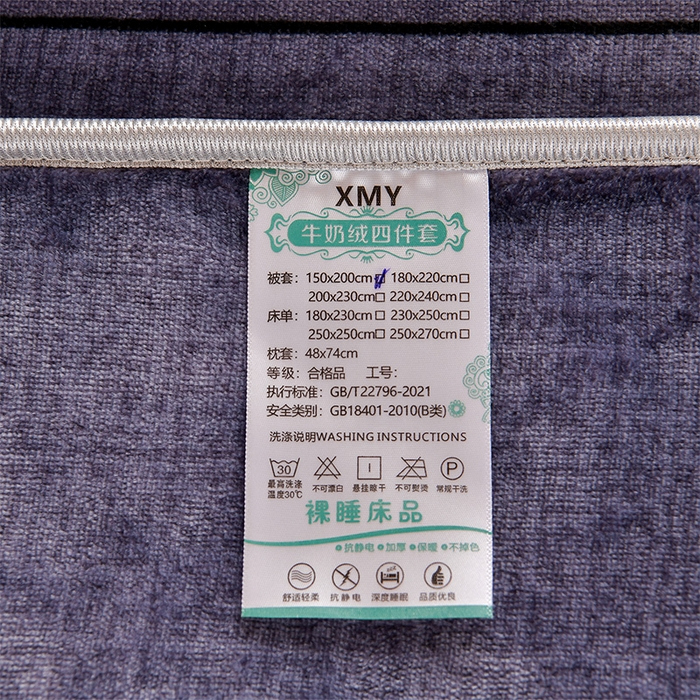 XMY
牛奶绒四件套
被套：150x200cm☑ 180x220cm□
200x230cm□ 220x240cm□
床单：180x230cm□ 230x250cm□
250x250cm□ 250x270cm□
枕套：48x74cm
等级：合格品 工号：
执行标准：GB/T22796-2021
安全类别：GB18401-2010(B类)
洗涤说明WASHING INSTRUCTIONS
30 P
最高洗涤 不可漂白 悬挂晾干 不可熨烫 常规干洗
温度30℃
裸睡床品
抗静电 加厚 保暖 不掉色
舒适轻柔 抗静电 深度睡眠 品质优良